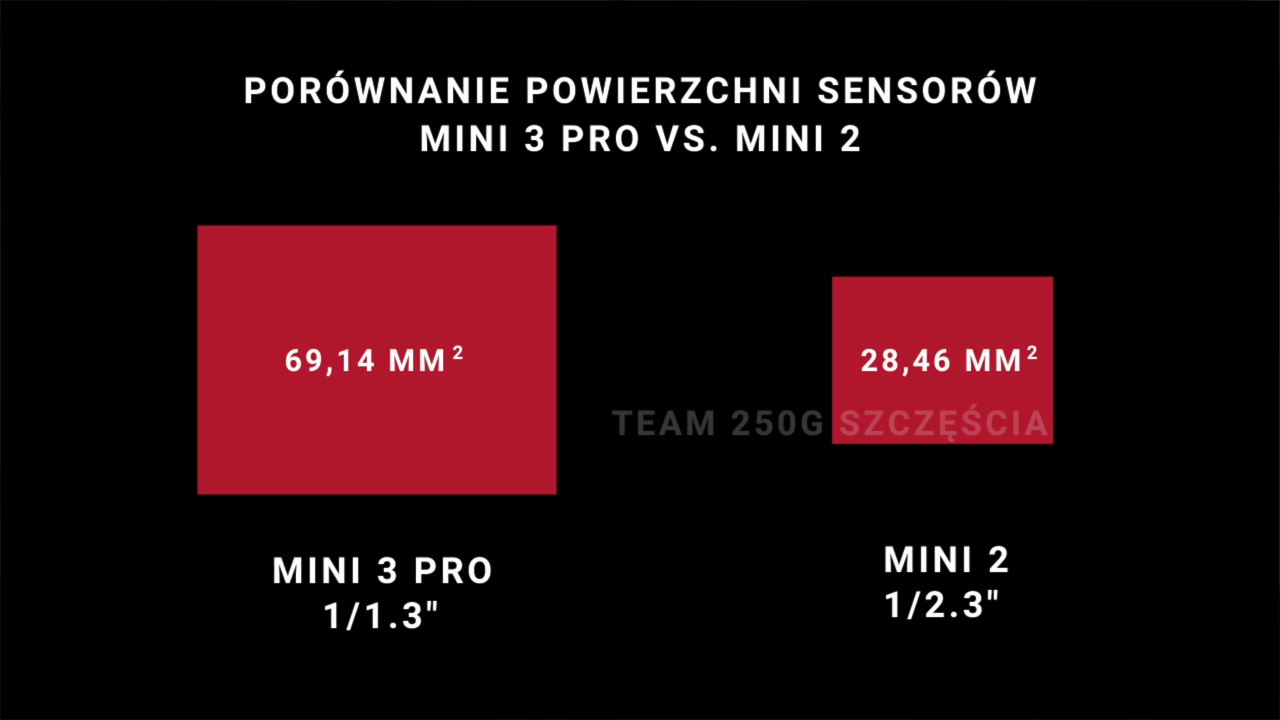 PORÓWNANIE POWIERZCHNI SENSORÓW
MINI 3 PRO VS. MINI 2
69,14 MM²
28,46 MM²
TEAM 250G SZCZĘŚCIA
MINI 3 PRO
1/1.3"
MINI 2
1/2.3"